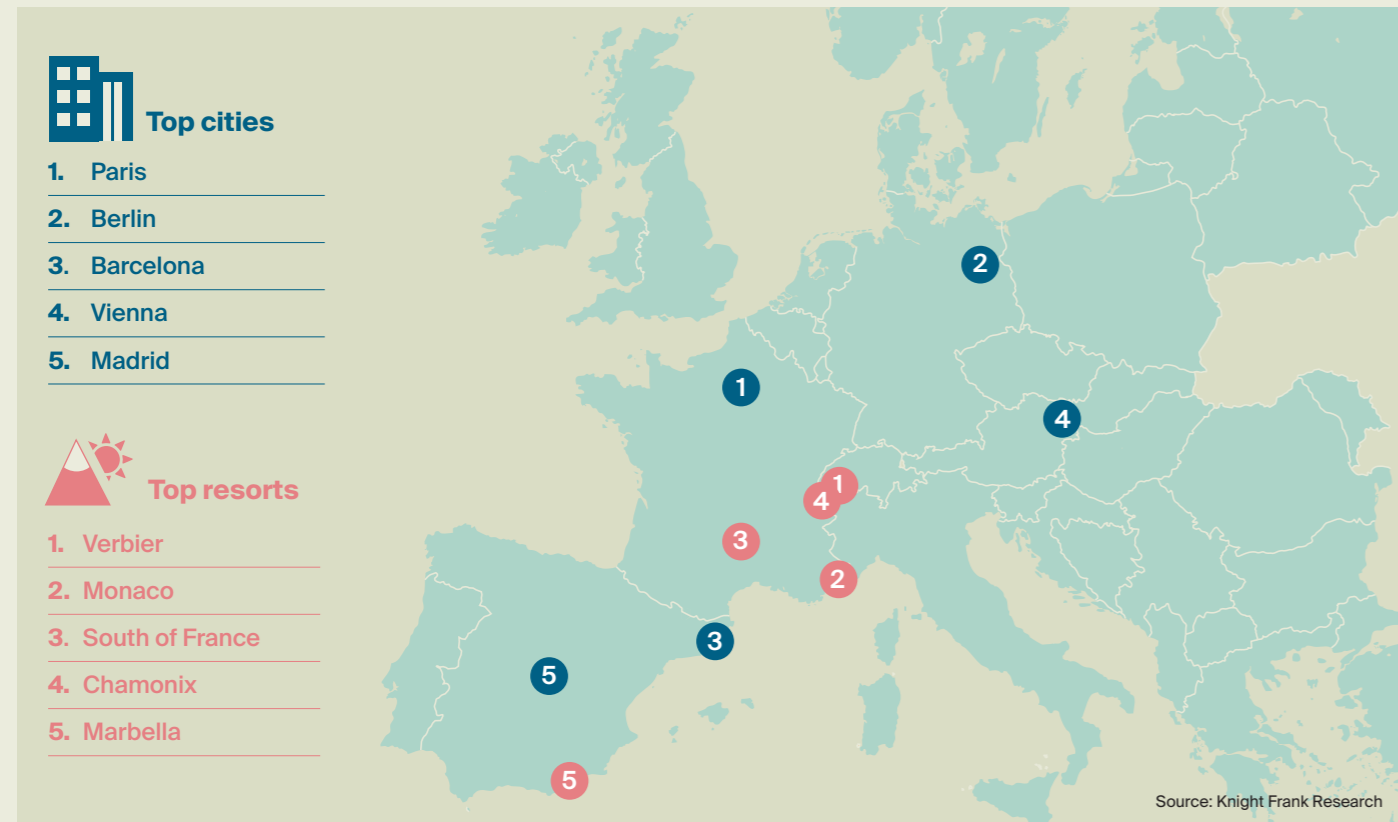 Top cities
1. Paris
2. Berlin
3. Barcelona
4. Vienna
5. Madrid
Top resorts
1. Verbier
2. Monaco
3. South of France
4. Chamonix
5. Marbella
2
1
4
1
4
3
2
3
5
5
Source: Knight Frank Research